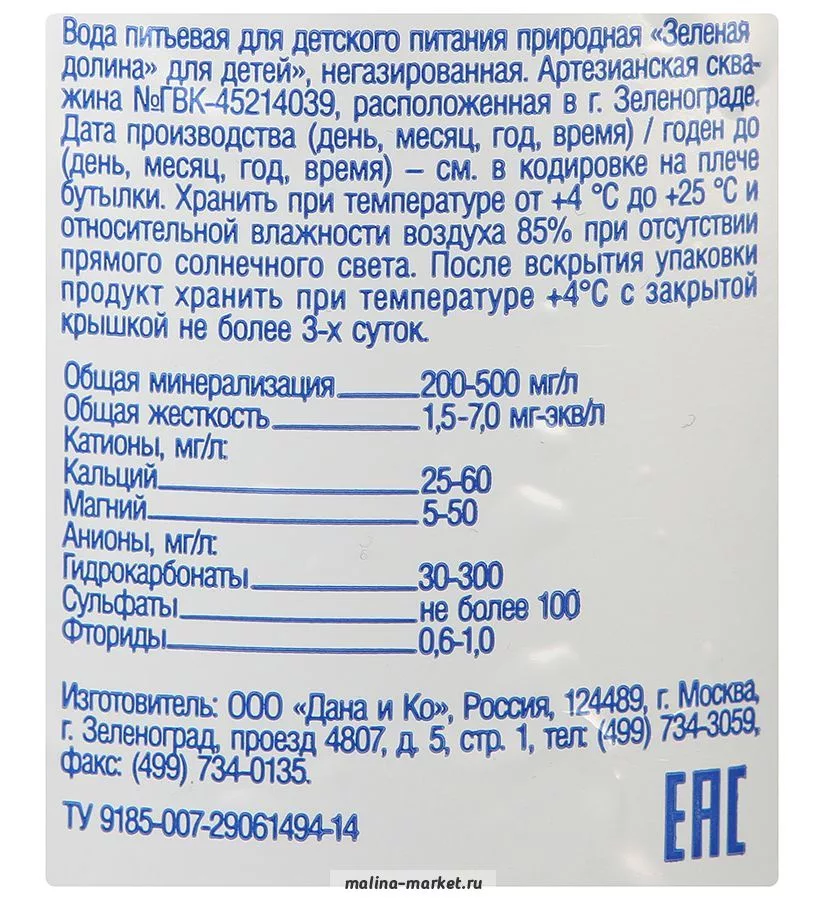 Вода питьевая для детского питания природная «Зеленая
долина» для детей», негазированная. Артезианская сква-
жина №ГВК-45214039, расположенная в г. Зеленограде.
Дата производства (день, месяц, год, время) / годен до
(день, месяц, год, время) – см. в кодировке на плече
бутылки. Хранить при температуре от +4 °С до +25 °С и
относительной влажности воздуха 85% при отсутствии
прямого солнечного света. После вскрытия упаковки
продукт хранить при температуре +4°С с закрытой
крышкой не более 3-х суток.
Общая минерализация 200-500 мг/л
Общая жесткость 1,5-7,0 мг-экв/л
Катионы, мг/л:
Кальций 25-60
Магний 5-50
Анионы, мг/л:
Гидрокарбонаты 30-300
Сульфаты не более 100
Фториды 0,6-1,0
Изготовитель: ООО «Дана и Ко», Россия, 124489, г. Москва,
г. Зеленоград, проезд 4807, д. 5, стр. 1, тел: (499) 734-3059,
факс: (499) 734-0135.
ТУ 9185-007-29061494-14
ЕАС
malina-market.ru